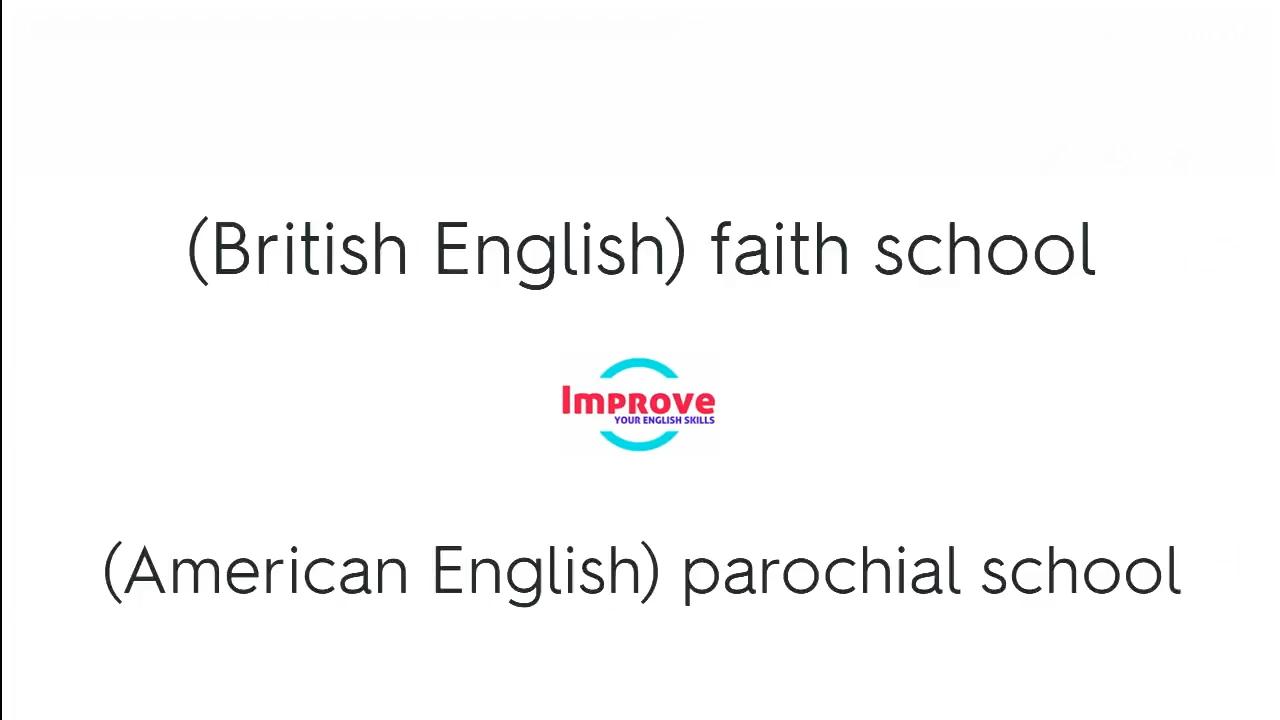 (British English) faith school
Improve
YOUR ENGLISH SKILLS
(American English) parochial school